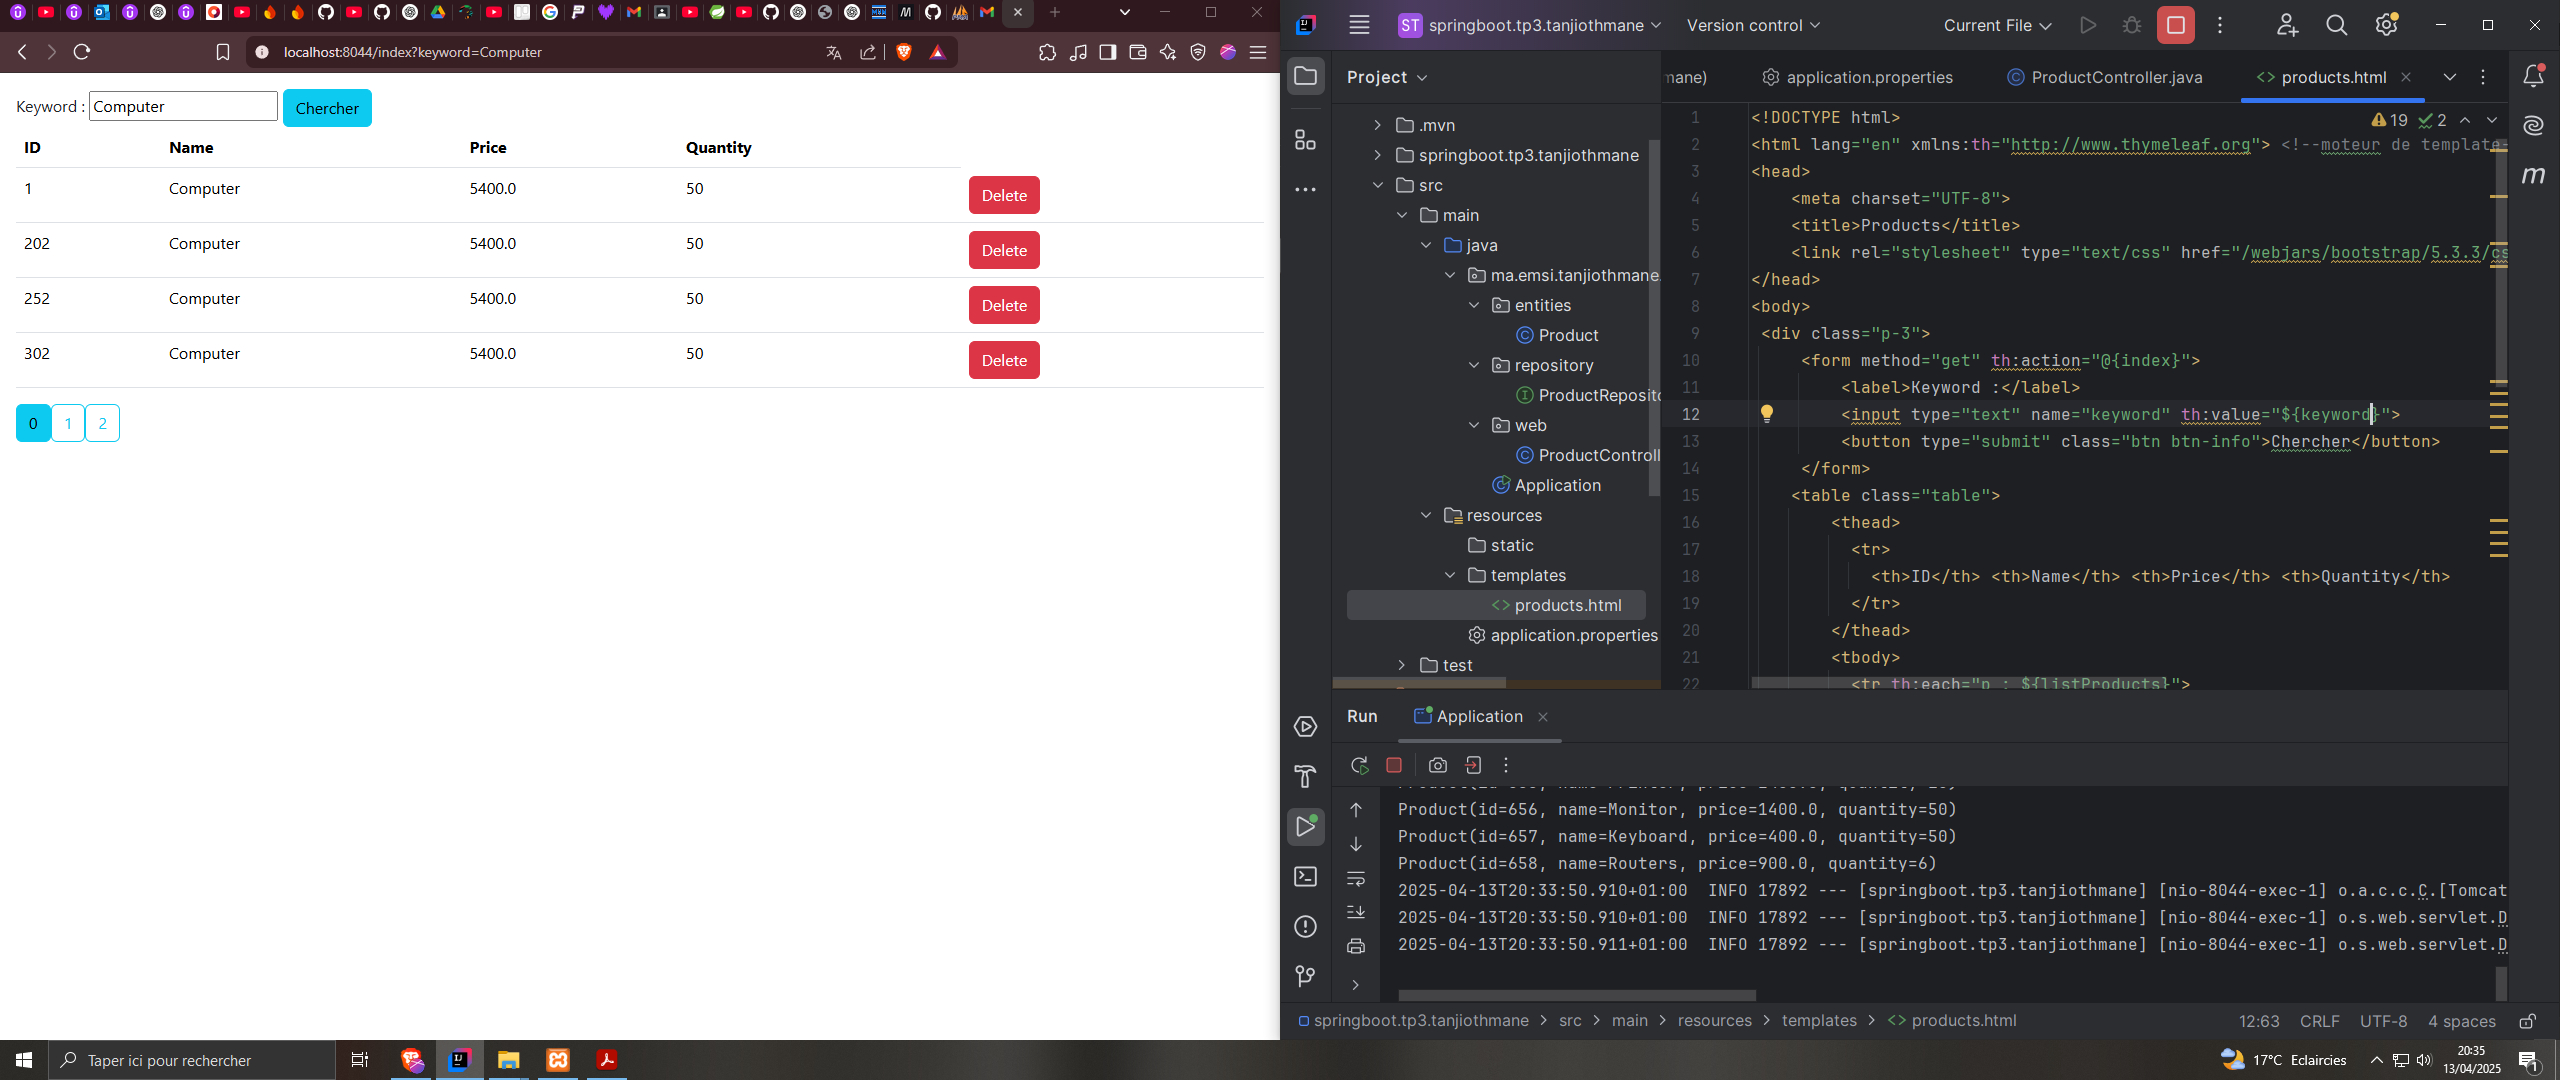 localhost:8044/index?keyword=Computer
Keyword : Computer Chercher
ID Name Price Quantity
1 Computer 5400.0 50 Delete
202 Computer 5400.0 50 Delete
252 Computer 5400.0 50 Delete
302 Computer 5400.0 50 Delete
0 1 2
ST springboot.tp3.tanjiothmane Version control Current File
Project
.mvn
springboot.tp3.tanjiothmane
src
main
java
ma.emsi.tanjiothmane.
entities
Product
repository
ProductReposito
web
ProductControll
Application
resources
static
templates
products.html
application.properties
test
mane) application.properties ProductController.java products.html
19 2
1 <!DOCTYPE html>
2 <html lang="en" xmlns:th="http://www.thymeleaf.org"> <!--moteur de template-
3 <head>
4 <meta charset="UTF-8">
5 <title>Products</title>
6 <link rel="stylesheet" type="text/css" href="/webjars/bootstrap/5.3.3/cs
7 </head>
8 <body>
9 <div class="p-3">
10 <form method="get" th:action="@{index}">
11 <label>Keyword :</label>
12 <input type="text" name="keyword" th:value="${keyword}">
13 <button type="submit" class="btn btn-info">Chercher</button>
14 </form>
15 <table class="table">
16 <thead>
17 <tr>
18 <th>ID</th> <th>Name</th> <th>Price</th> <th>Quantity</th>
19 </tr>
20 </thead>
21 <tbody>
22 <tr th:each="p : ${listProducts}">
Run Application
Product(id=656, name=Monitor, price=1400.0, quantity=50)
Product(id=657, name=Keyboard, price=400.0, quantity=50)
Product(id=658, name=Routers, price=900.0, quantity=6)
2025-04-13T20:33:50.910+01:00 INFO 17892 --- [springboot.tp3.tanjiothmane] [nio-8044-exec-1] o.a.c.c.C.[Tomcat
2025-04-13T20:33:50.910+01:00 INFO 17892 --- [springboot.tp3.tanjiothmane] [nio-8044-exec-1] o.s.web.servlet.D
2025-04-13T20:33:50.911+01:00 INFO 17892 --- [springboot.tp3.tanjiothmane] [nio-8044-exec-1] o.s.web.servlet.D
springboot.tp3.tanjiothmane > src > main > resources > templates > products.html 12:63 CRLF UTF-8 4 spaces
Taper ici pour rechercher
17°C Eclaircies
20:35
13/04/2025
1